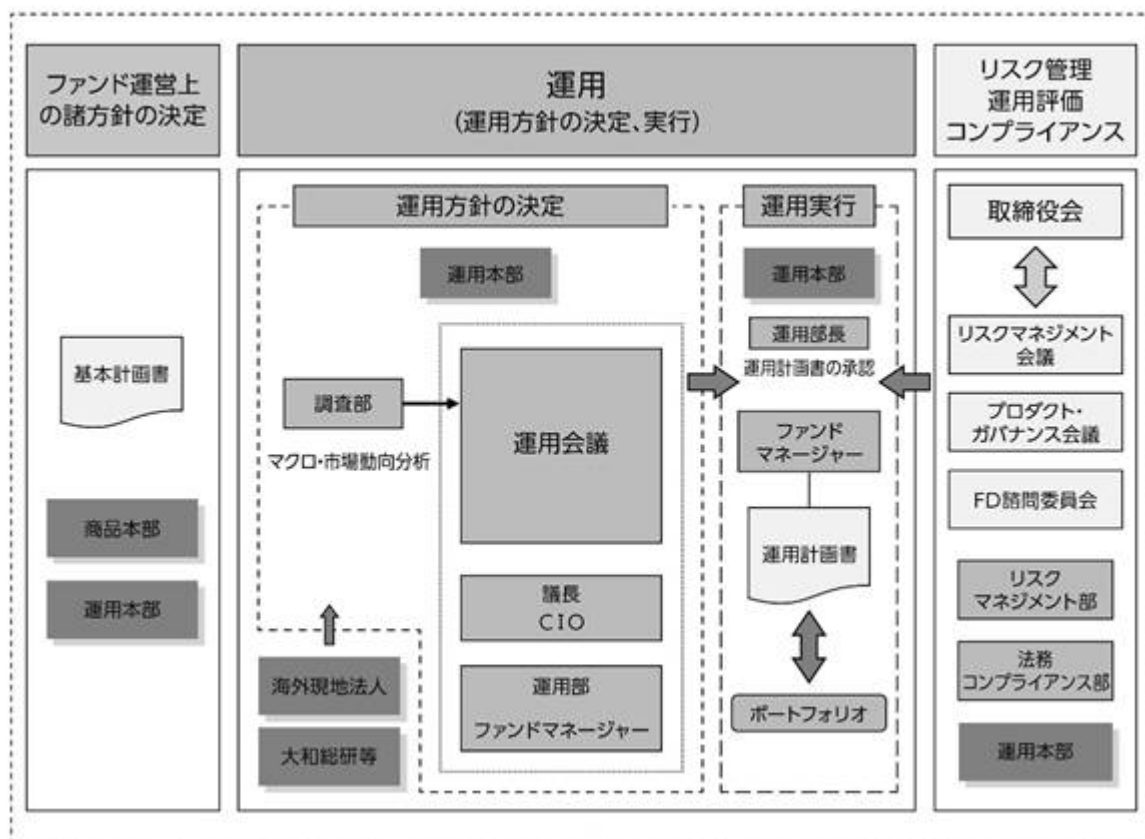 ファンド運営上
の諸方針の決定
運用
(運用方針の決定、実行)
リスク管理
運用評価
コンプライアンス
基本計画書
商品本部
運用本部
運用方針の決定
運用本部
調査部
マクロ・市場動向分析
運用会議
議長
CIO
運用部
ファンドマネージャー
海外現地法人
大和総研等
運用実行
運用本部
運用部長
運用計画書の承認
ファンド
マネージャー
運用計画書
ポートフォリオ
取締役会
リスクマネジメント
会議
プロダクト・
ガバナンス会議
FD諮問委員会
リスク
マネジメント部
法務
コンプライアンス部
運用本部